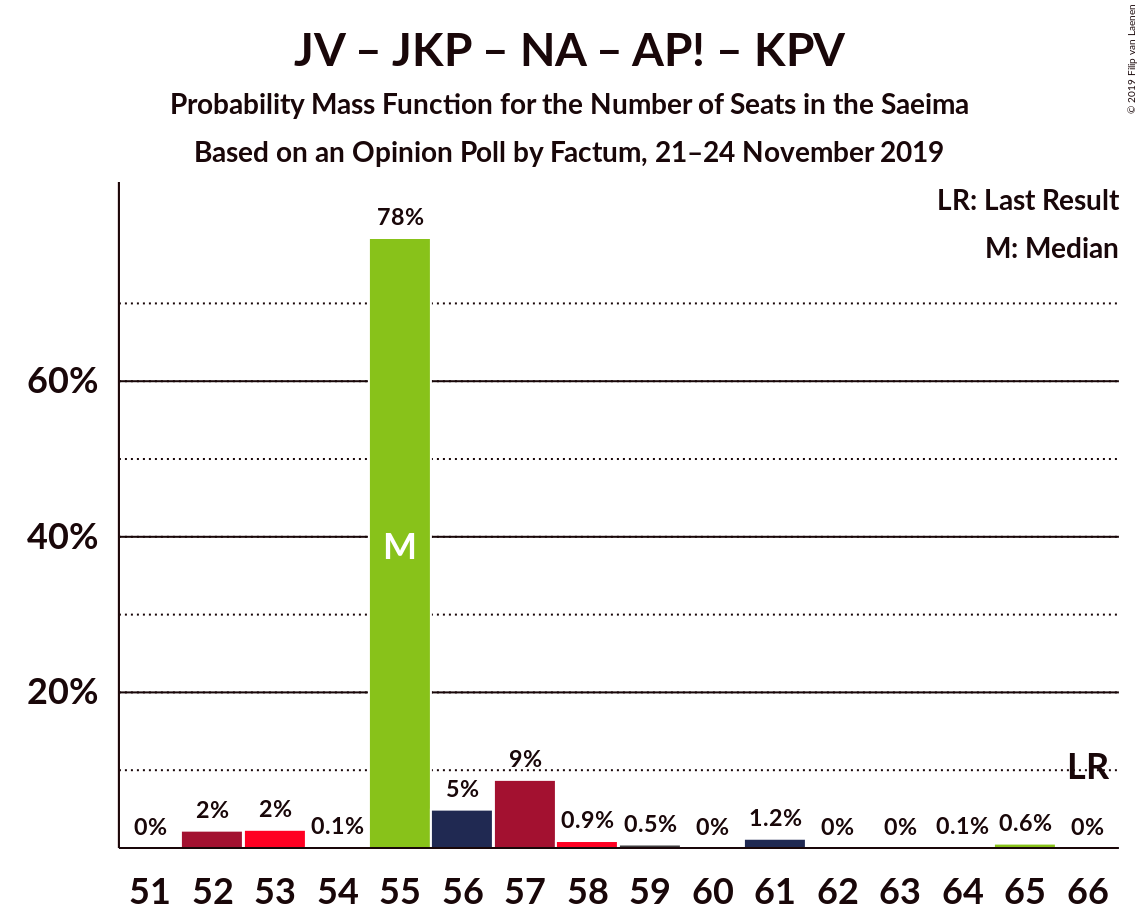 JV – JKP – NA – AP! – KPV
Probability Mass Function for the Number of Seats in the Saeima
Based on an Opinion Poll by Factum, 21–24 November 2019
© 2019 Filip van Laenen
LR: Last Result
M: Median
60%
40%
20%
0%
2%
2%
0.1%
78%
5%
9%
0.9%
0.5%
0%
1.2%
0%
0%
0.1%
0.6%
0%
M
LR
51 52 53 54 55 56 57 58 59 60 61 62 63 64 65 66